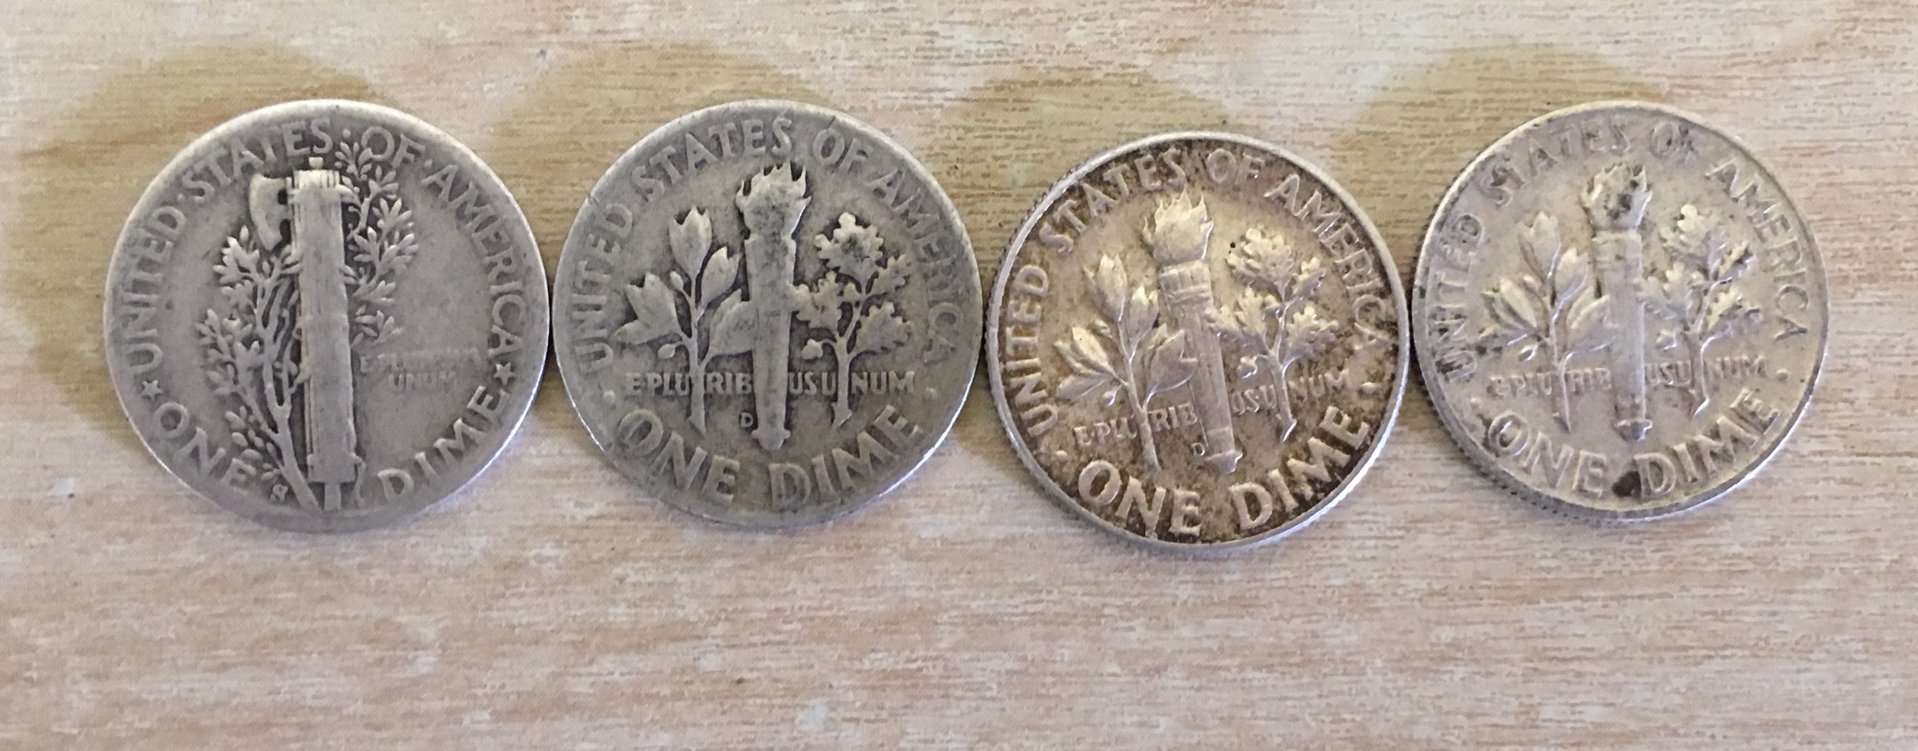 UNITED·STATES·OF·AMERICA
E·PLURIBUS
UNUM
ONE DIME
S
UNITED STATES OF AMERICA
E PLURIBUS UNUM
D
ONE DIME
UNITED STATES OF AMERICA
E PLURIBUS UNUM
D
ONE DIME
UNITED STATES OF AMERICA
E PLURIBUS UNUM
ONE DIME